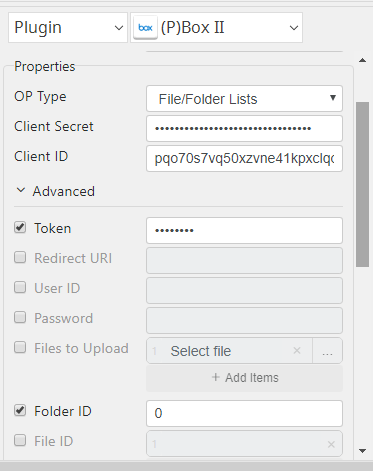 Plugin box (P)Box II
Properties
OP Type File/Folder Lists
Client Secret ••••••••••••••••••••••••••••••••
Client ID pqo70s7vq50xzvne41kpxclqc
Advanced
Token ••••••••
Redirect URI
User ID
Password
Files to Upload 1 Select file × ...
+ Add Items
Folder ID 0
File ID 1 ×